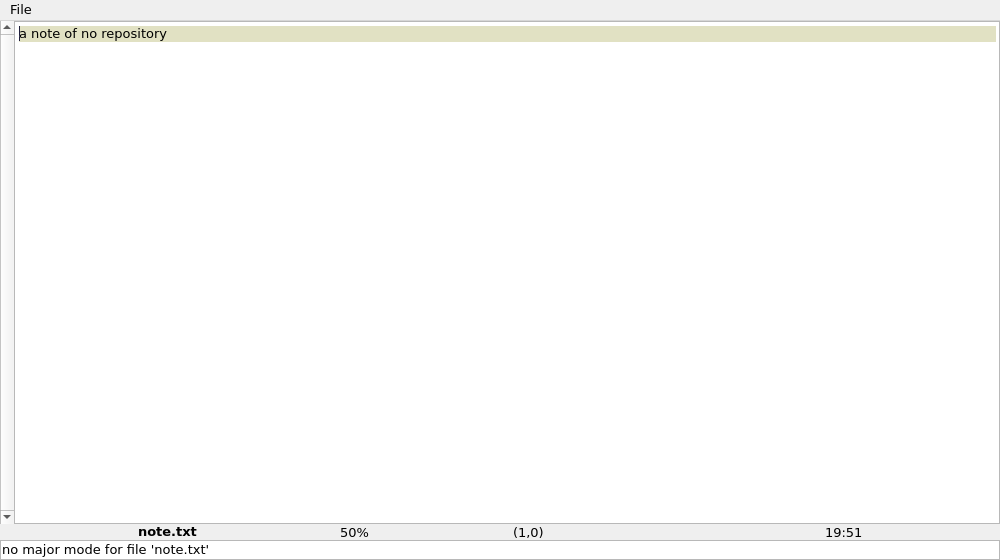 File
a note of no repository
note.txt 50% (1,0) 19:51
no major mode for file 'note.txt'